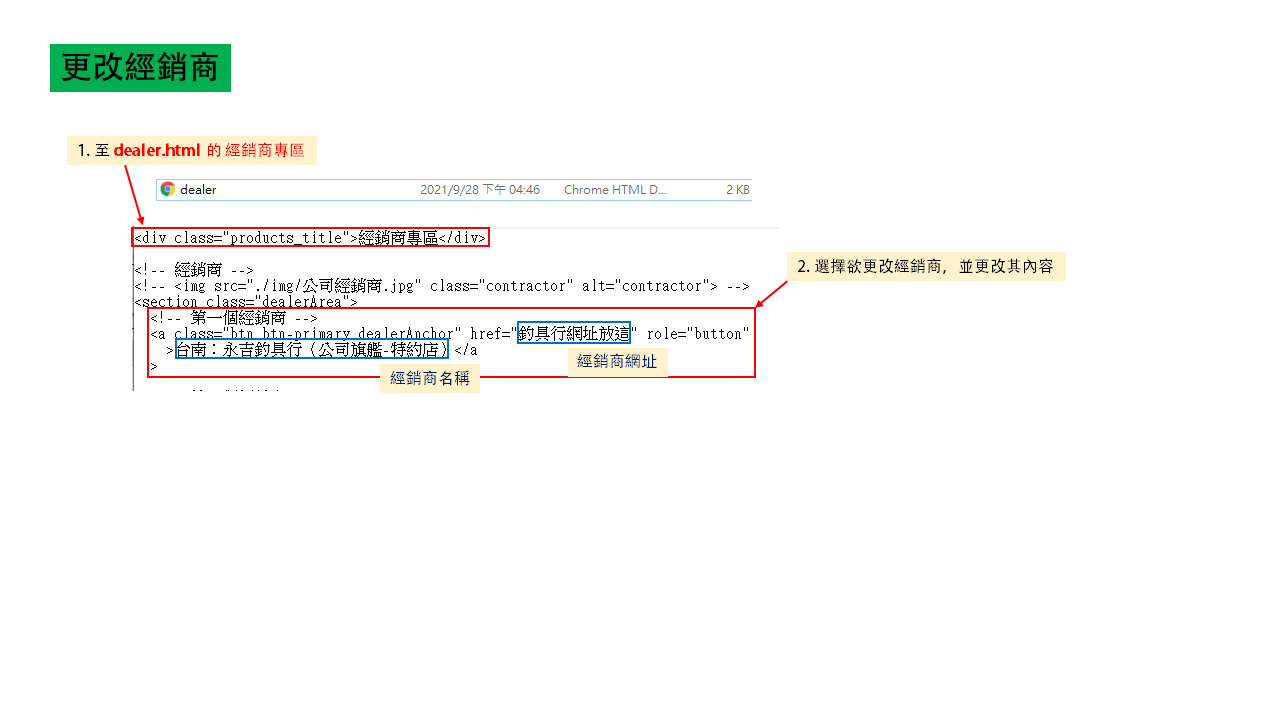 更改經銷商
1. 至 dealer.html 的 經銷商專區
dealer 2021/9/28 下午 04:46 Chrome HTML D... 2 KB
<div class="products_title">經銷商專區</div>
2. 選擇欲更改經銷商，並更改其內容
<!-- 經銷商 -->
<!-- <img src="./img/公司經銷商.jpg" class="contractor" alt="contractor"> -->
<section class="dealerArea">
<!-- 第一個經銷商 -->
<a class="btn btn-primary dealerAnchor" href="釣具行網址放這" role="button"
>台南：永吉釣具行（公司旗艦-特約店）</a
>
經銷商網址
經銷商名稱